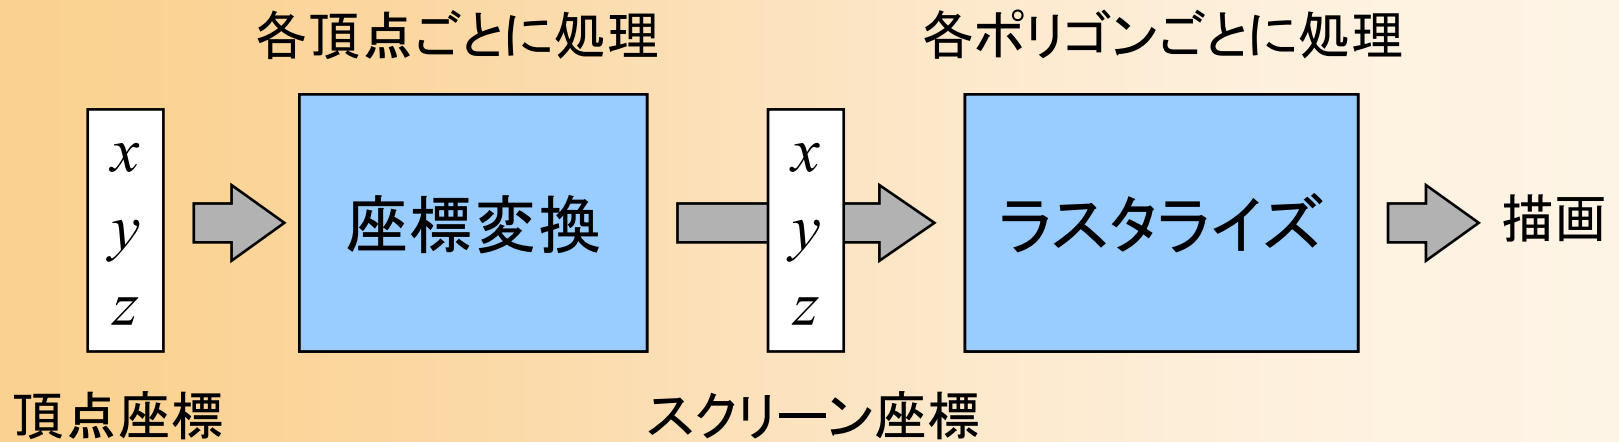 各頂点ごとに処理
各ポリゴンごとに処理
x
y
z
座標変換
x
y
z
ラスタライズ
描画
頂点座標
スクリーン座標